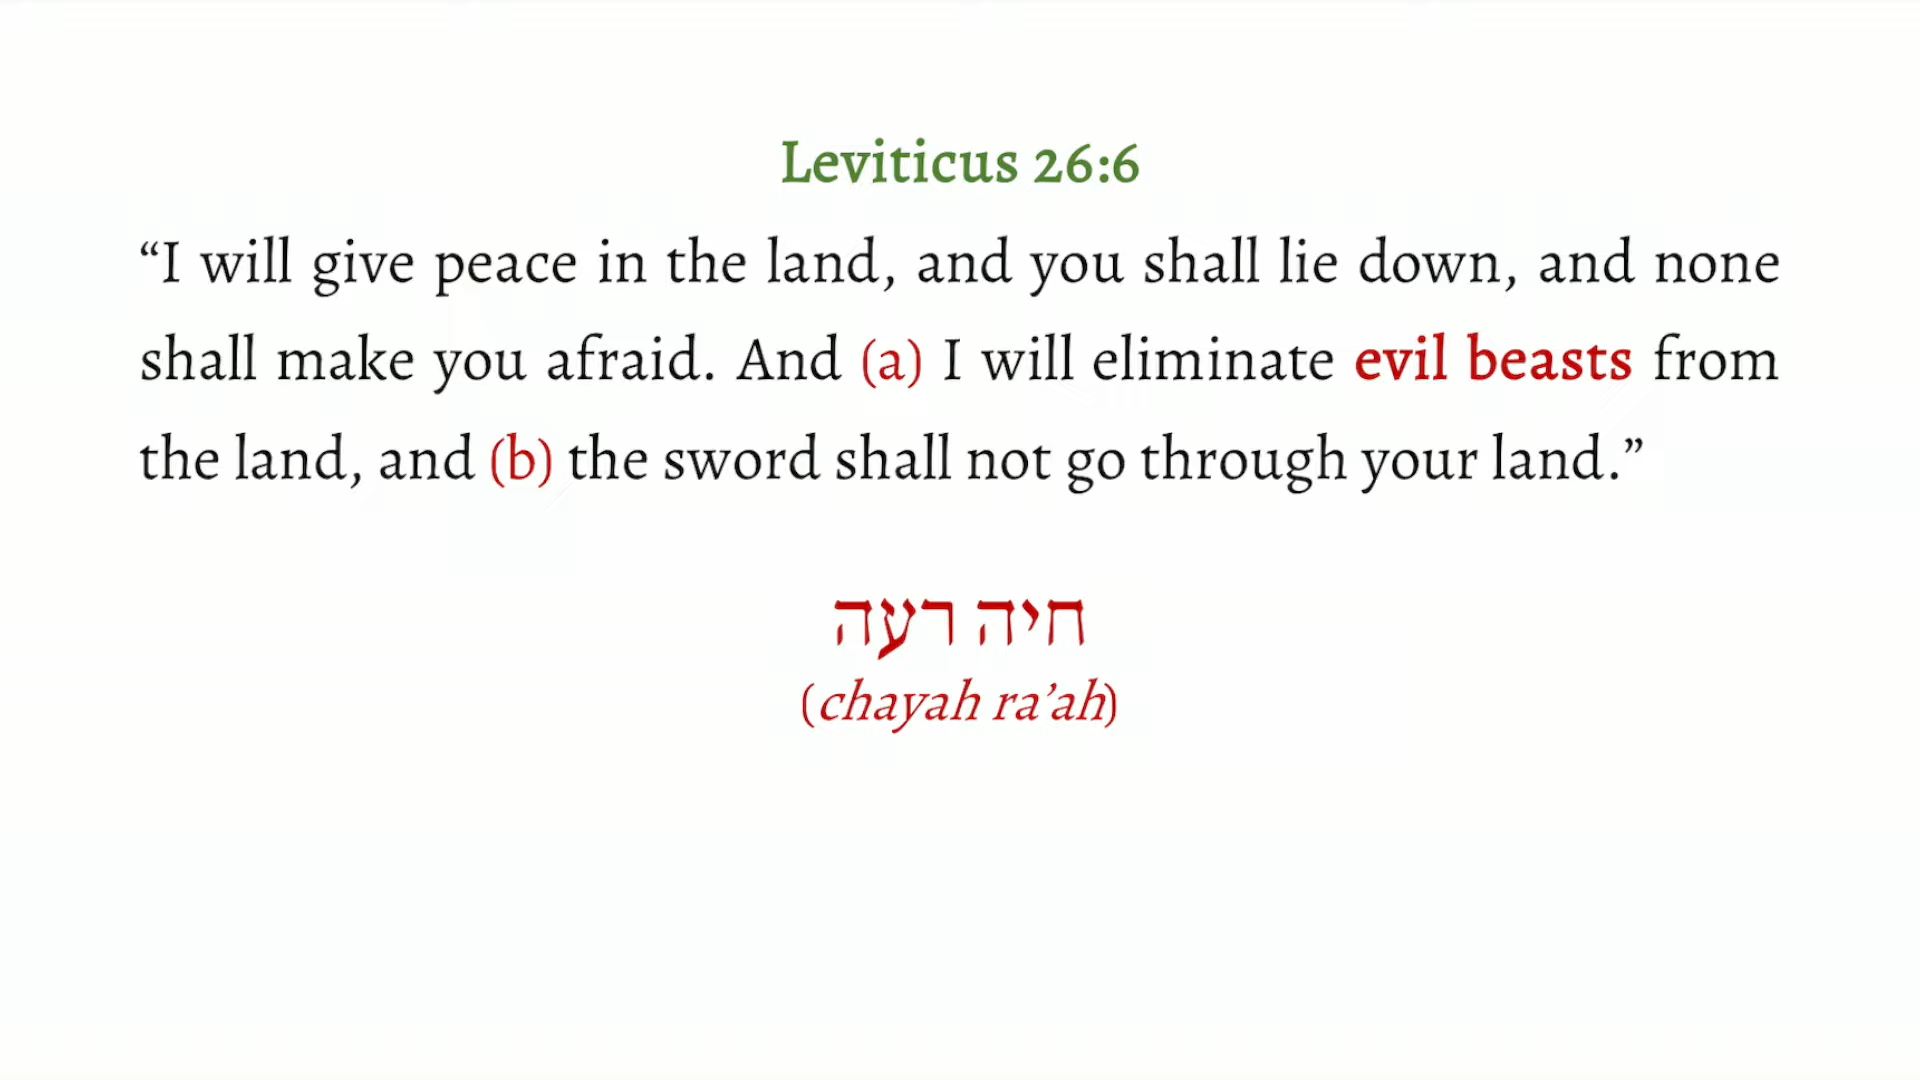 Leviticus 26:6
“I will give peace in the land, and you shall lie down, and none
shall make you afraid. And (a) I will eliminate evil beasts from
the land, and (b) the sword shall not go through your land.”
חיה רעה
(chayah ra’ah)